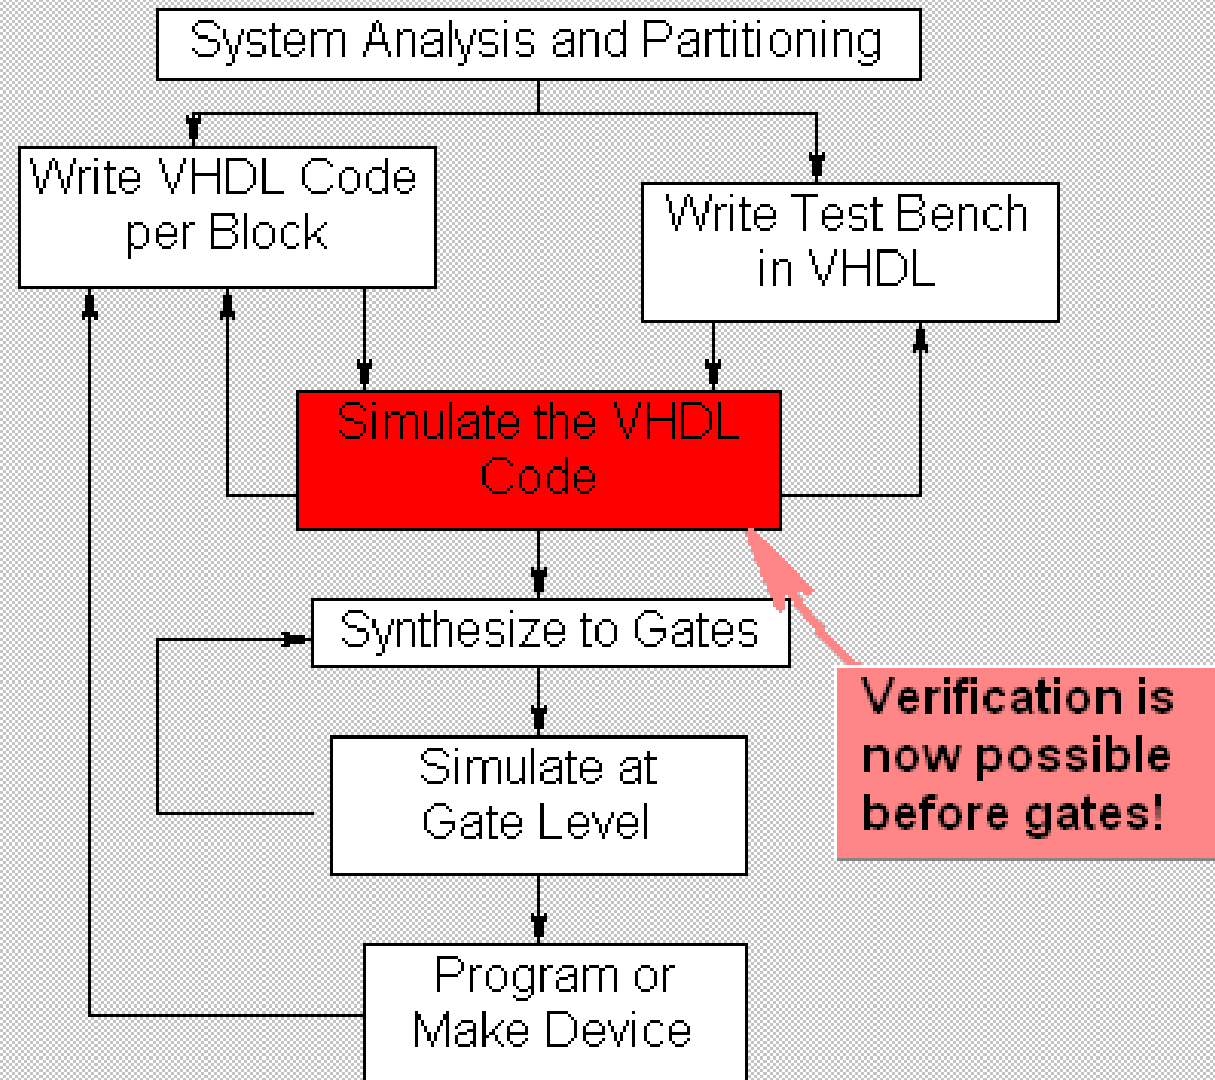 System Analysis and Partitioning
Write VHDL Code
per Block
Write Test Bench
in VHDL
Simulate the VHDL
Code
Synthesize to Gates
Simulate at
Gate Level
Verification is
now possible
before gates!
Program or
Make Device